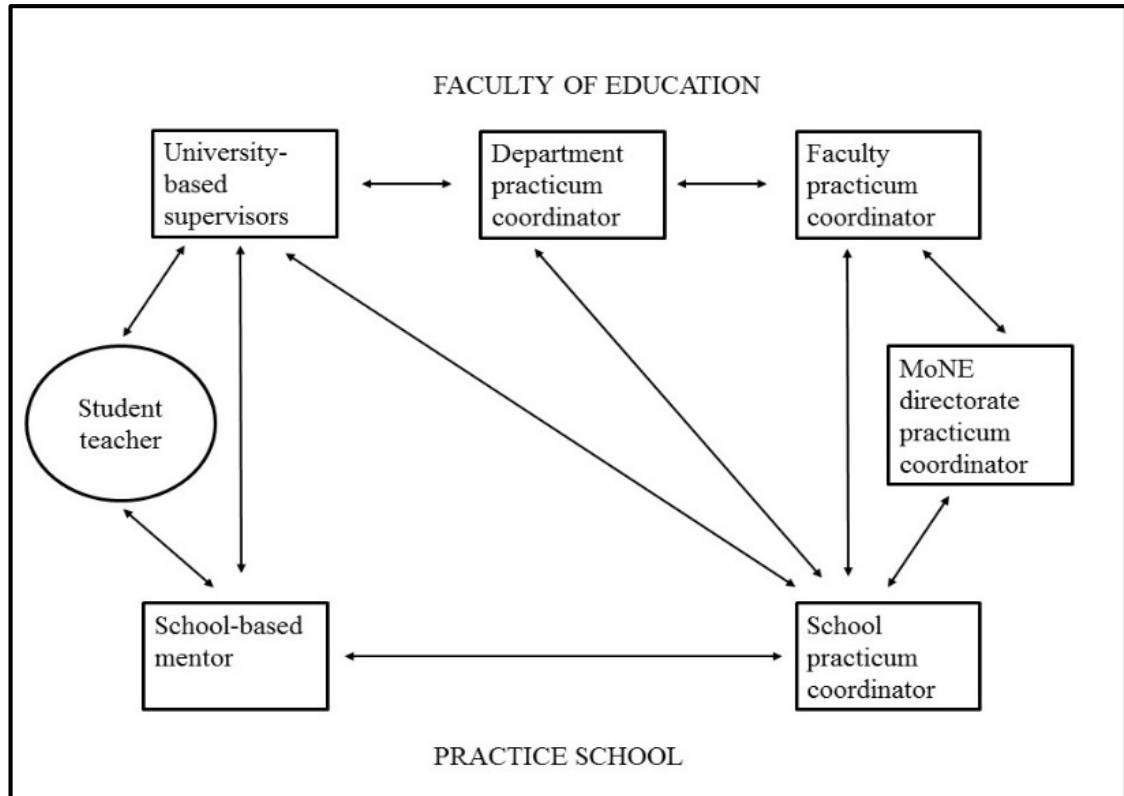 FACULTY OF EDUCATION
University-
based
supervisors
Department
practicum
coordinator
Faculty
practicum
coordinator
Student
teacher
MoNE
directorate
practicum
coordinator
School-based
mentor
School
practicum
coordinator
PRACTICE SCHOOL